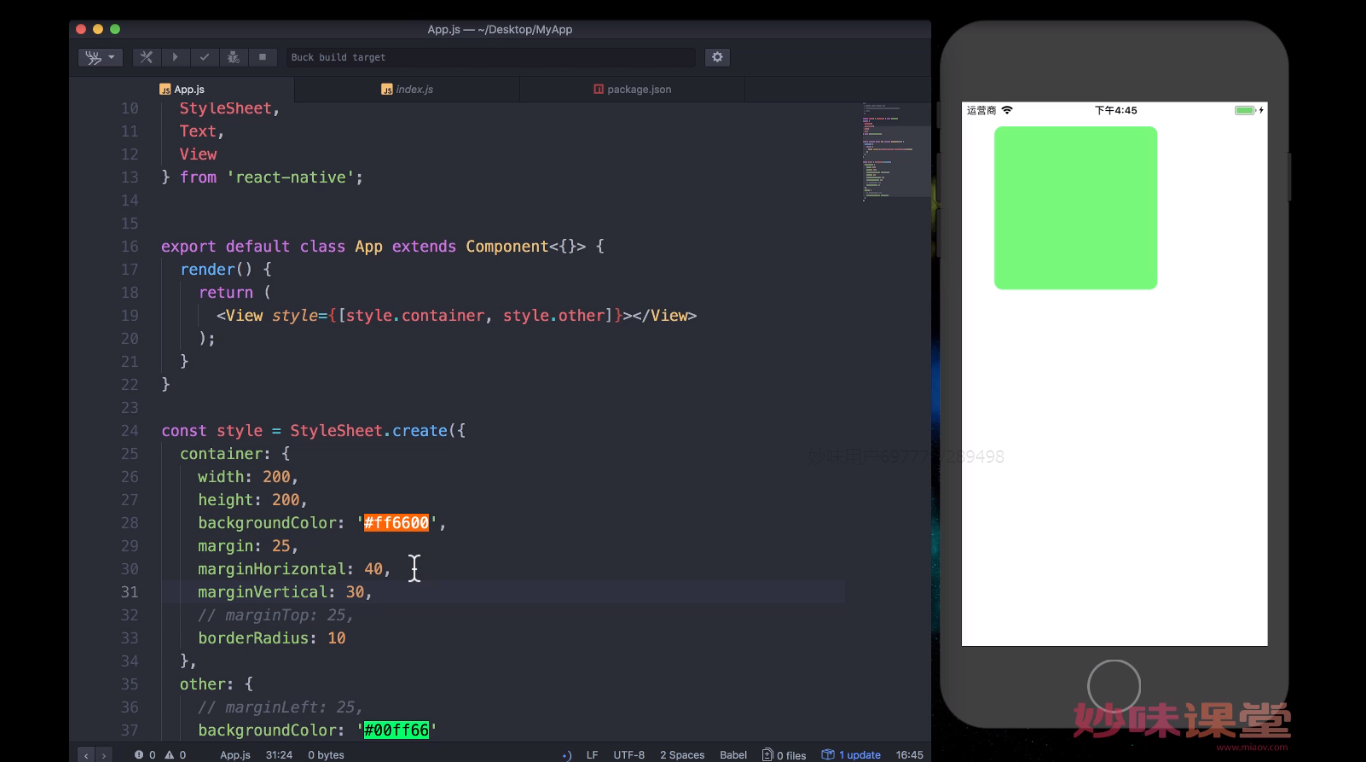 App.js — ~/Desktop/MyApp
Buck build target
App.js
index.js
package.json
10 StyleSheet,
11 Text,
12 View
13 } from 'react-native';
14
15
16 export default class App extends Component<{}> {
17 render() {
18 return (
19 <View style={[style.container, style.other]}></View>
20 );
21 }
22 }
23
24 const style = StyleSheet.create({
25 container: {
26 width: 200,
27 height: 200,
28 backgroundColor: '#ff6600',
29 margin: 25,
30 marginHorizontal: 40,
31 marginVertical: 30,
32 // marginTop: 25,
33 borderRadius: 10
34 },
35 other: {
36 // marginLeft: 25,
37 backgroundColor: '#00ff66'
0 0 App.js 31:24 0 bytes LF UTF-8 2 Spaces Babel 0 files 1 update 16:45
运营商 下午4:45
妙味课堂
www.miaov.com